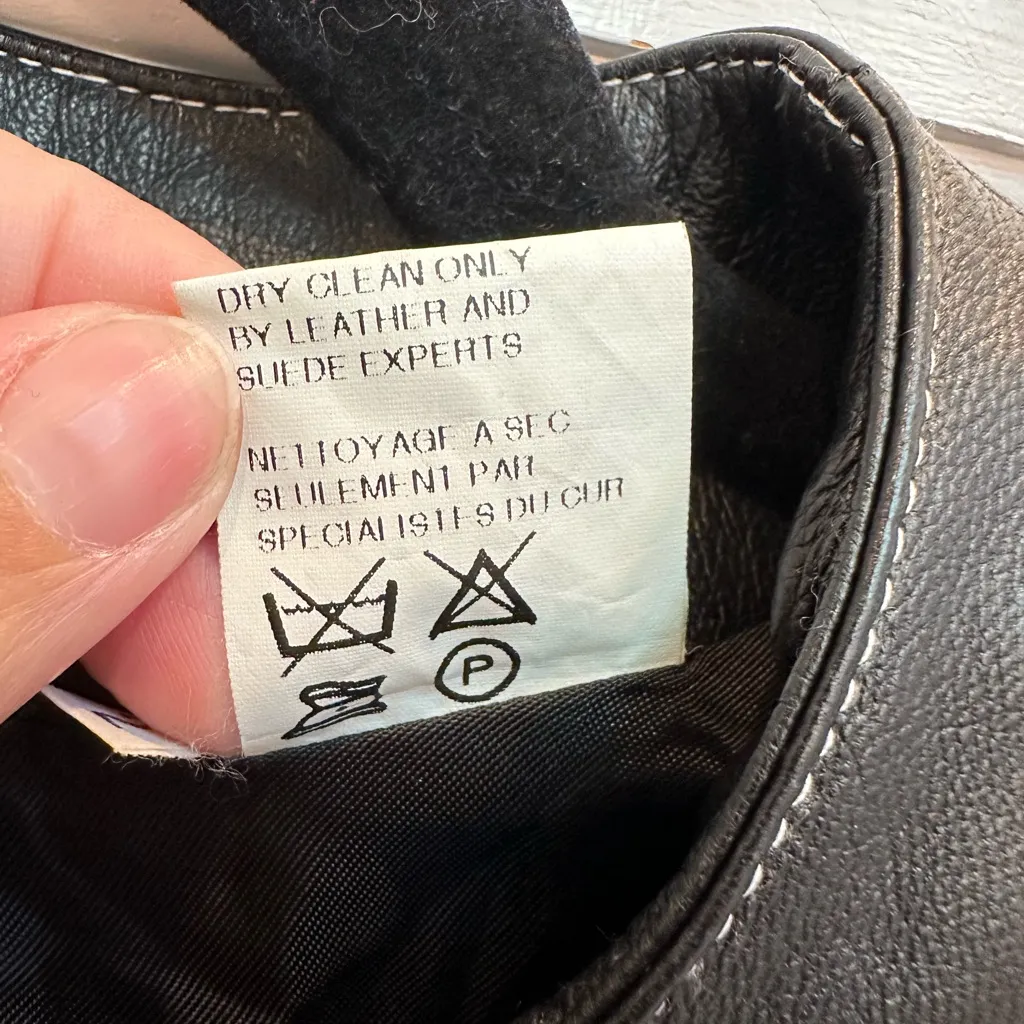 DRY CLEAN ONLY
BY LEATHER AND
SUEDE EXPERTS
NETTOYAGE A SEC
SEULEMENT PAR
SPECIALISTES DU CUR
P